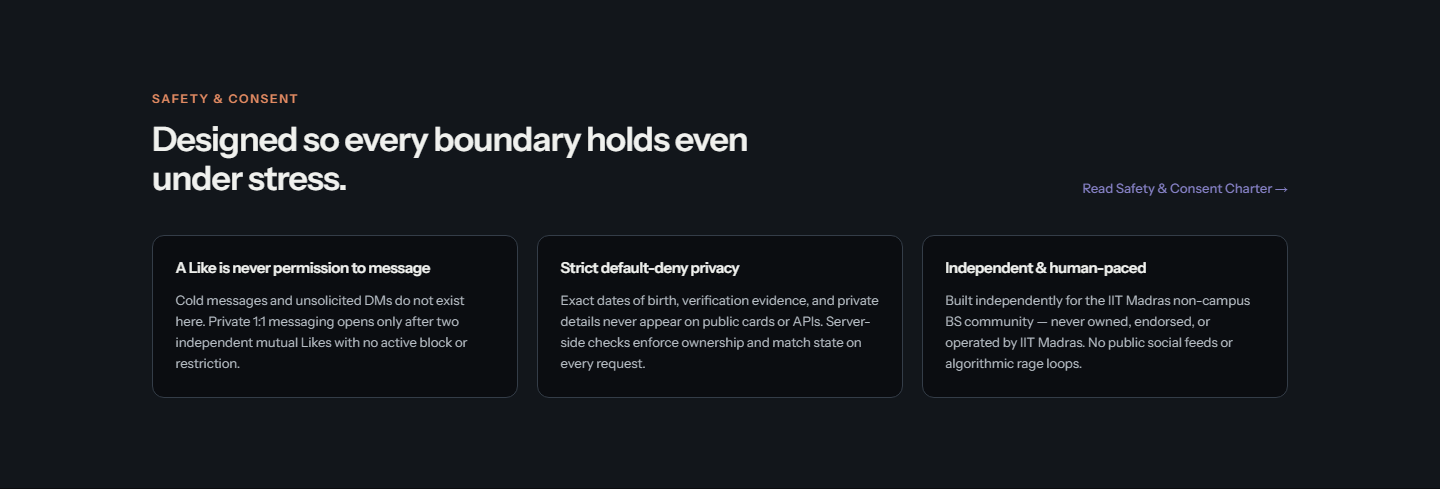 SAFETY & CONSENT
Designed so every boundary holds even
under stress.
Read Safety & Consent Charter →
A Like is never permission to message
Cold messages and unsolicited DMs do not exist
here. Private 1:1 messaging opens only after two
independent mutual Likes with no active block or
restriction.
Strict default-deny privacy
Exact dates of birth, verification evidence, and private
details never appear on public cards or APIs. Server-
side checks enforce ownership and match state on
every request.
Independent & human-paced
Built independently for the IIT Madras non-campus
BS community — never owned, endorsed, or
operated by IIT Madras. No public social feeds or
algorithmic rage loops.